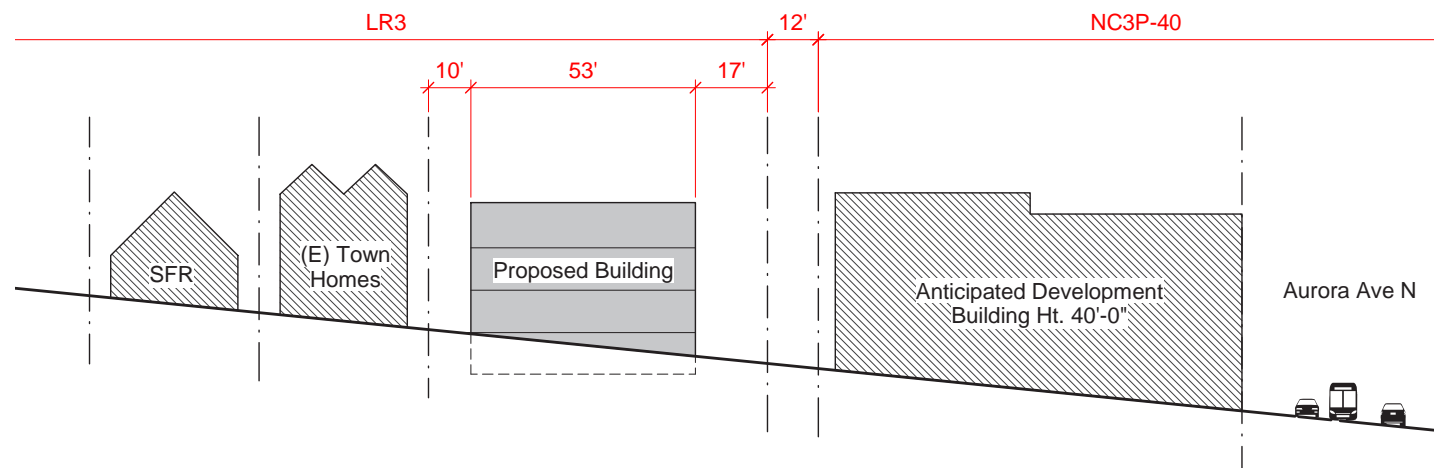 LR3
12'
NC3P-40
10'
53'
17'
SFR
(E) Town
Homes
Proposed Building
Anticipated Development
Building Ht. 40'-0"
Aurora Ave N